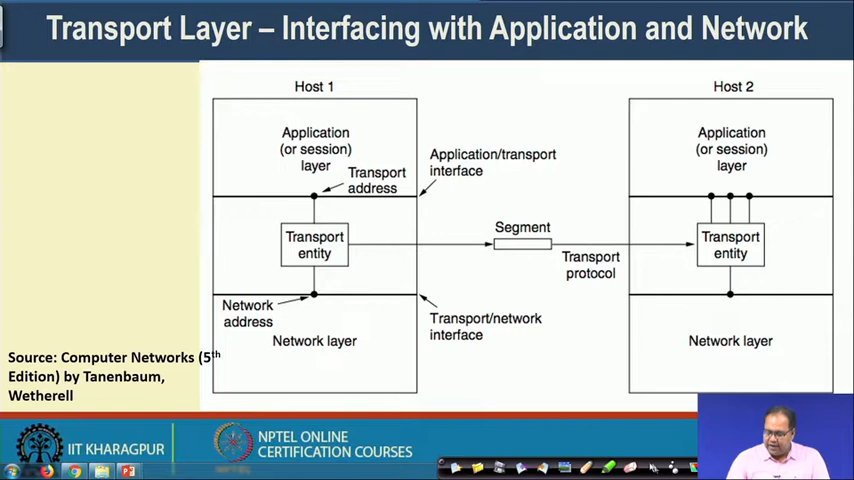 Transport Layer – Interfacing with Application and Network
Host 1
Host 2
Application
(or session)
layer
Transport
address
Application/transport
interface
Application
(or session)
layer
Transport
entity
Segment
Transport
protocol
Transport
entity
Network
address
Transport/network
interface
Network layer
Network layer
Source: Computer Networks (5th
Edition) by Tanenbaum,
Wetherell
IIT KHARAGPUR
NPTEL ONLINE
CERTIFICATION COURSES
NPTEL